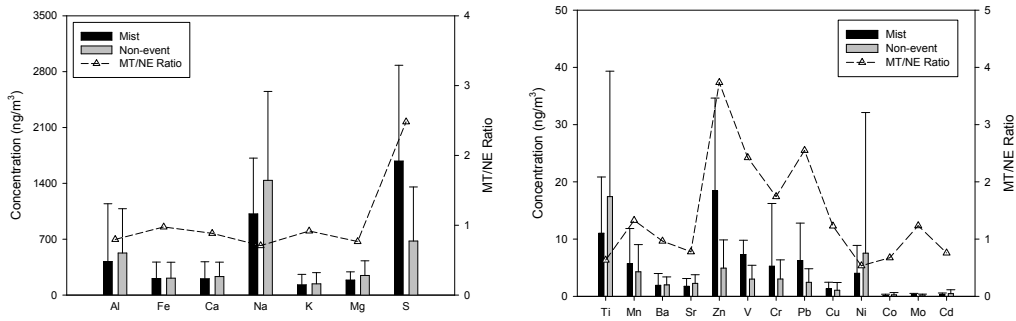 3500
2800
2100
1400
700
0
Concentration (ng/m³)
Mist
Non-event
MT/NE Ratio
4
3
2
1
0
MT/NE Ratio
Al Fe Ca Na K Mg S
50
40
30
20
10
0
Concentration (ng/m³)
Mist
Non-event
MT/NE Ratio
5
4
3
2
1
0
MT/NE Ratio
Ti Mn Ba Sr Zn V Cr Pb Cu Ni Co Mo Cd